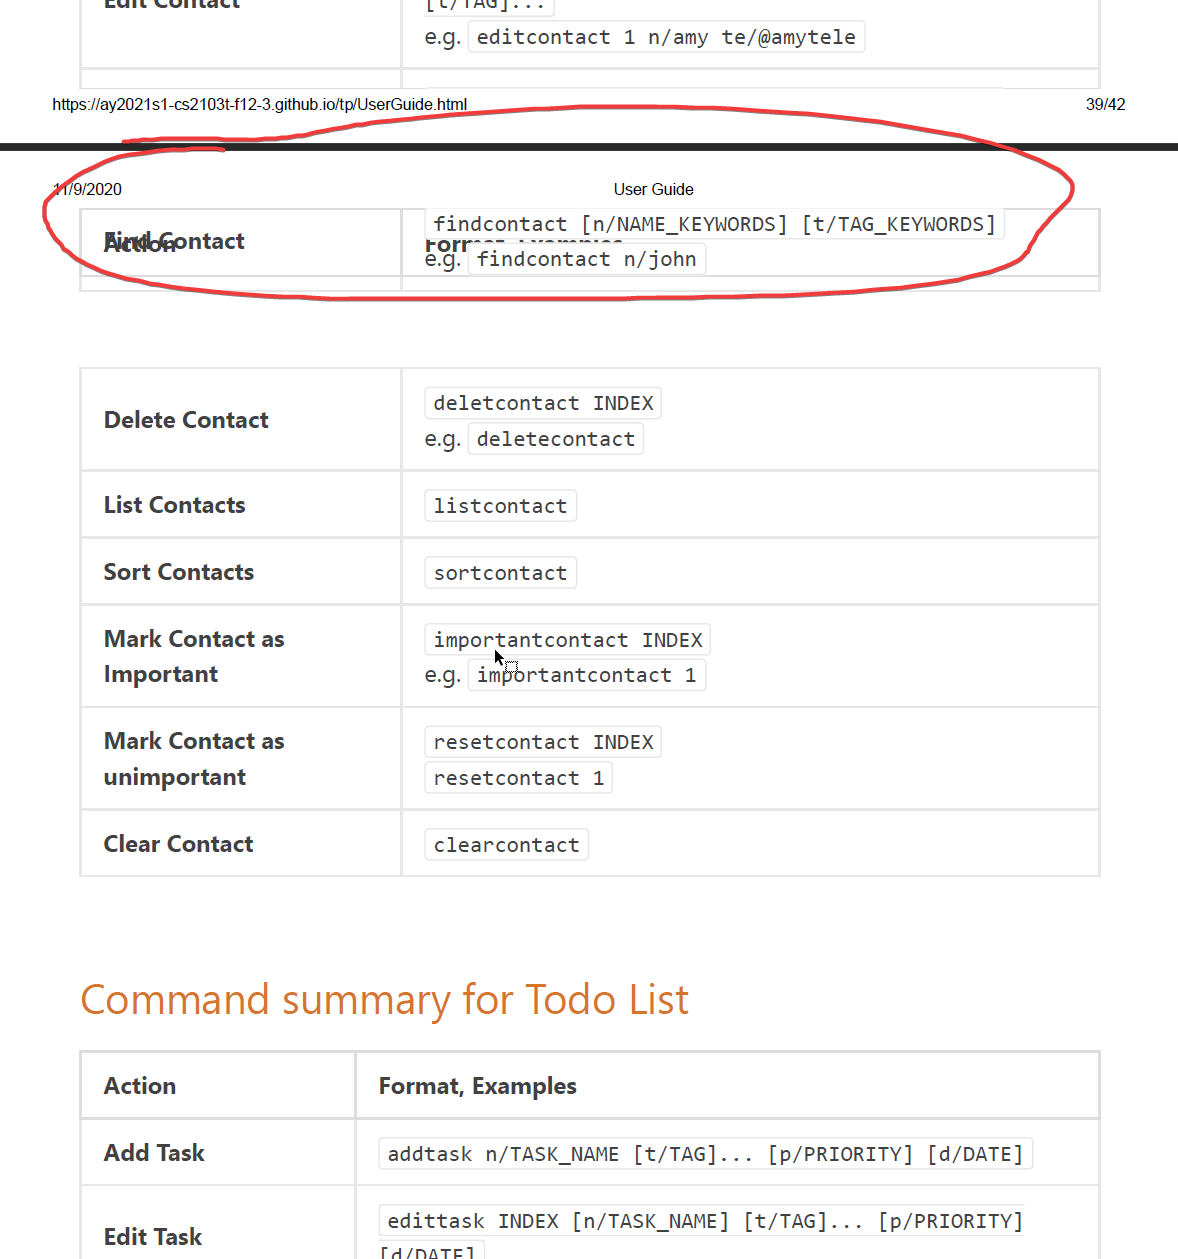 Edit Contact
[t/TAG]...
e.g. editcontact 1 n/amy te/@amytele
https://ay2021s1-cs2103t-f12-3.github.io/tp/UserGuide.html
39/42
11/9/2020
User Guide
findcontact [n/NAME_KEYWORDS] [t/TAG_KEYWORDS]
Find Contact
Action
Format, Examples
e.g. findcontact n/john
Delete Contact
deletcontact INDEX
e.g. deletecontact
List Contacts
listcontact
Sort Contacts
sortcontact
Mark Contact as
Important
importantcontact INDEX
e.g. importantcontact 1
Mark Contact as
unimportant
resetcontact INDEX
resetcontact 1
Clear Contact
clearcontact
Command summary for Todo List
Action
Format, Examples
Add Task
addtask n/TASK_NAME [t/TAG]... [p/PRIORITY] [d/DATE]
Edit Task
edittask INDEX [n/TASK_NAME] [t/TAG]... [p/PRIORITY]
[d/DATE]